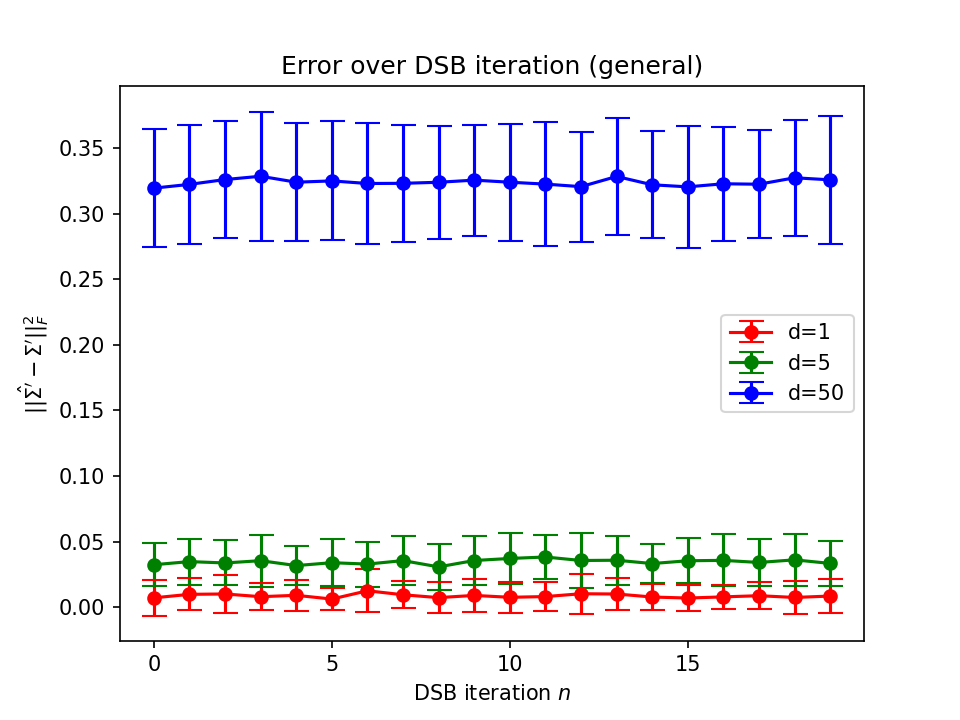 Error over DSB iteration (general)
||Σ̂′ − Σ′||²_F
0.35
0.30
0.25
0.20
0.15
0.10
0.05
0.00
d=1
d=5
d=50
0 5 10 15
DSB iteration n